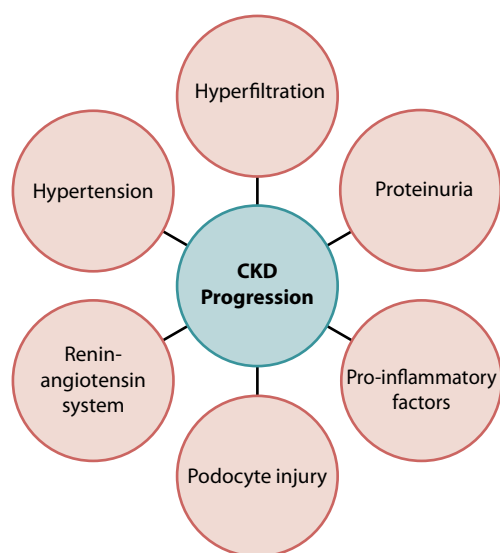 Hyperfiltration
Hypertension
Proteinuria
CKD
Progression
Renin-
angiotensin
system
Pro-inflammatory
factors
Podocyte injury